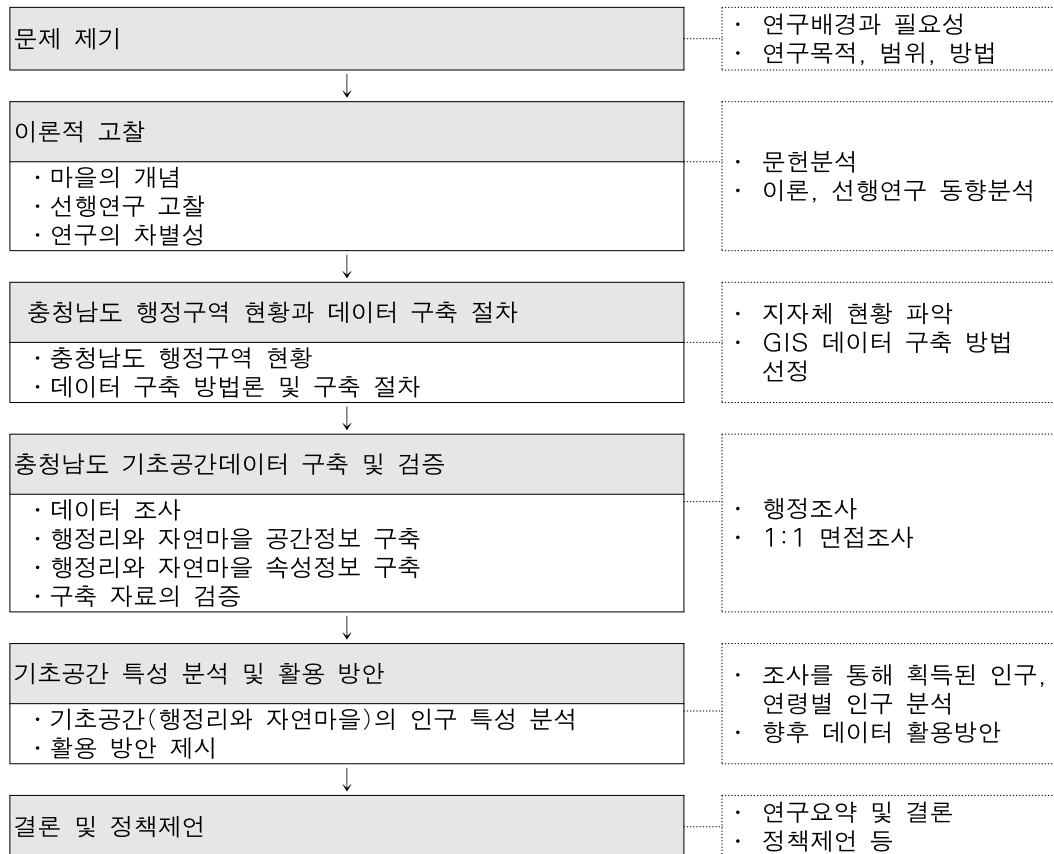 문제 제기
· 연구배경과 필요성
· 연구목적, 범위, 방법
이론적 고찰
· 마을의 개념
· 선행연구 고찰
· 연구의 차별성
· 문헌분석
· 이론, 선행연구 동향분석
충청남도 행정구역 현황과 데이터 구축 절차
· 충청남도 행정구역 현황
· 데이터 구축 방법론 및 구축 절차
· 지자체 현황 파악
· GIS 데이터 구축 방법
선정
충청남도 기초공간데이터 구축 및 검증
· 데이터 조사
· 행정리와 자연마을 공간정보 구축
· 행정리와 자연마을 속성정보 구축
· 구축 자료의 검증
· 행정조사
· 1:1 면접조사
기초공간 특성 분석 및 활용 방안
· 기초공간(행정리와 자연마을)의 인구 특성 분석
· 활용 방안 제시
· 조사를 통해 획득된 인구,
연령별 인구 분석
· 향후 데이터 활용방안
결론 및 정책제언
· 연구요약 및 결론
· 정책제언 등